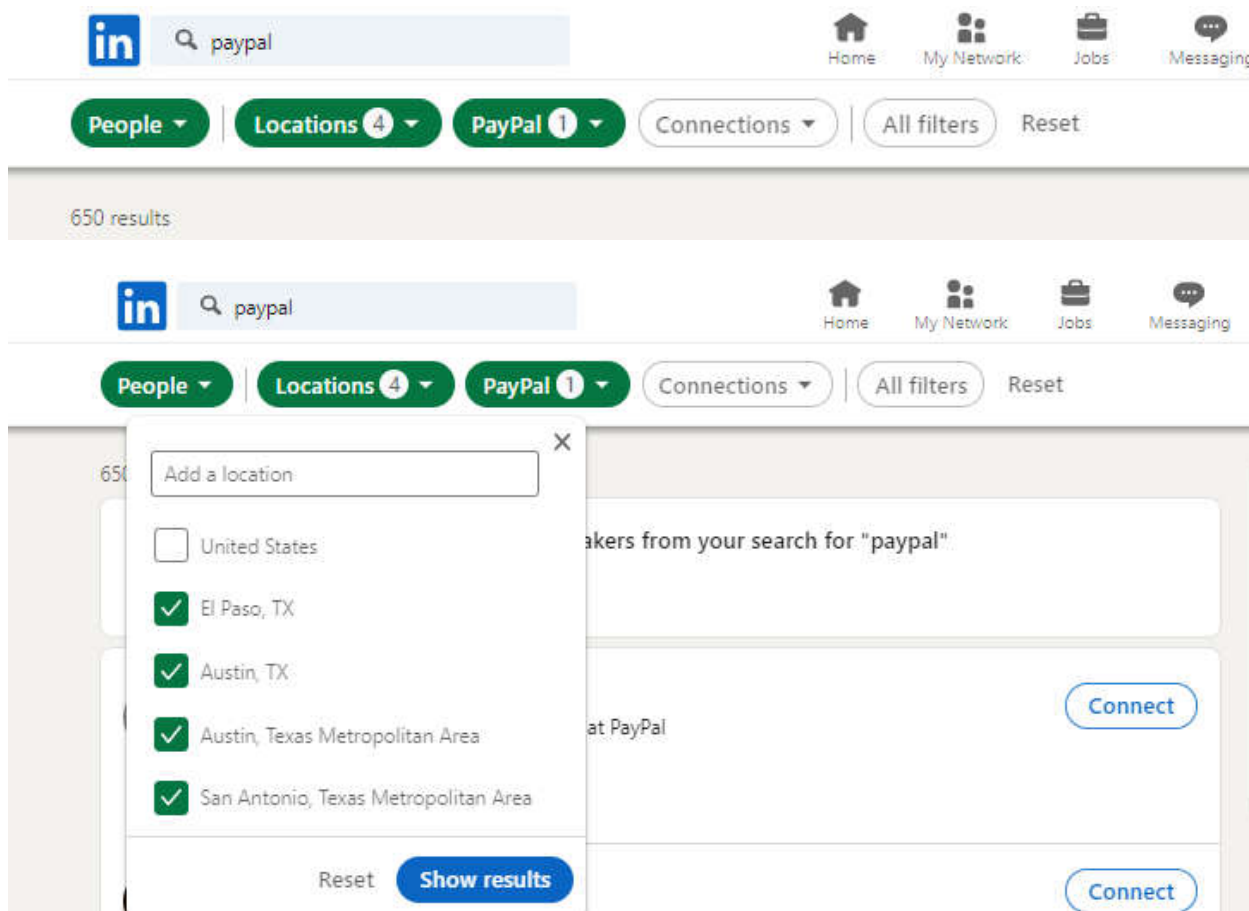 in paypal
Home My Network Jobs Messaging
People Locations 4 PayPal 1 Connections All filters Reset
650 results
in paypal
Home My Network Jobs Messaging
People Locations 4 PayPal 1 Connections All filters Reset
650
Add a location
United States
akers from your search for "paypal"
El Paso, TX
Austin, TX
Connect
at PayPal
Austin, Texas Metropolitan Area
San Antonio, Texas Metropolitan Area
Reset Show results
Connect